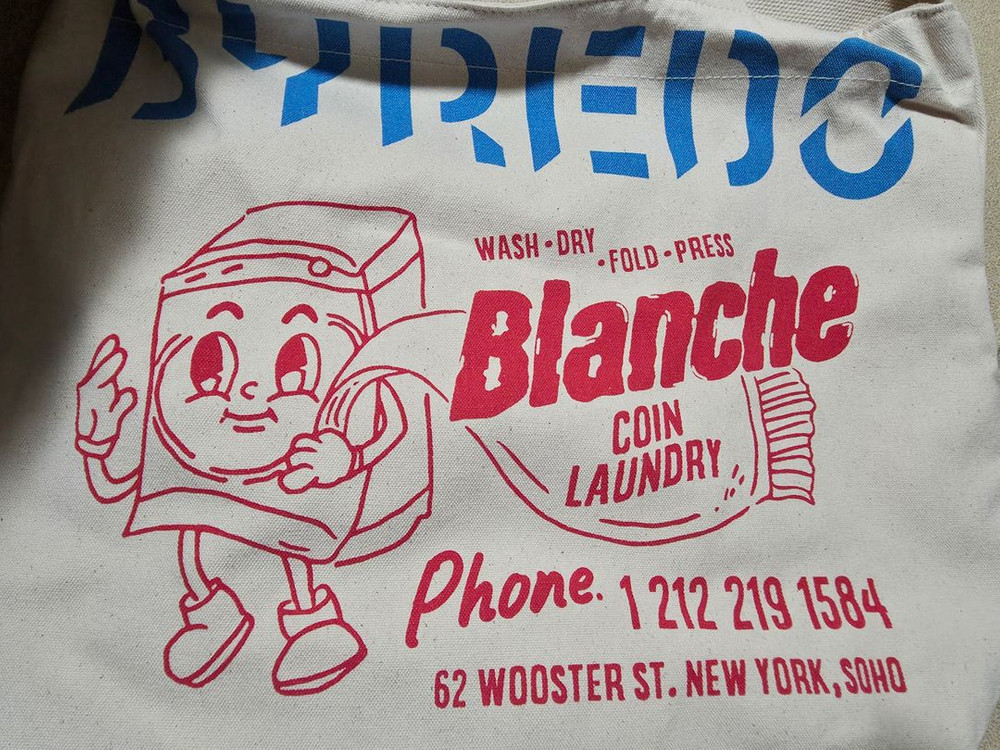 BYREDO
WASH · DRY
· FOLD · PRESS
Blanche
COIN
LAUNDRY
Phone. 1 212 219 1584
62 WOOSTER ST. NEW YORK, SOHO